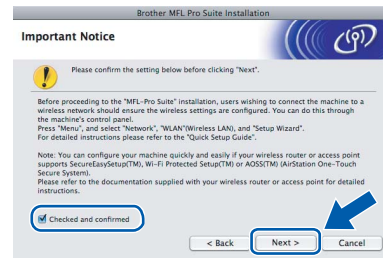 Brother MFL Pro Suite Installation
Important Notice
Please confirm the setting below before clicking "Next".
Before proceeding to the "MFL-Pro Suite" installation, users wishing to connect the machine to a
wireless network should ensure the wireless settings are configured. You can do this through
the machine's control panel.
Press "Menu", and select "Network", "WLAN"(Wireless LAN), and "Setup Wizard".
For detailed instructions please refer to the "Quick Setup Guide".
Note: You can configure your machine quickly and easily if your wireless router or access point
supports SecureEasySetup(TM), Wi-Fi Protected Setup(TM) or AOSS(TM) (AirStation One-Touch
Secure System).
Please refer to the documentation supplied with your wireless router or access point for detailed
instructions.
Checked and confirmed
< Back Next > Cancel